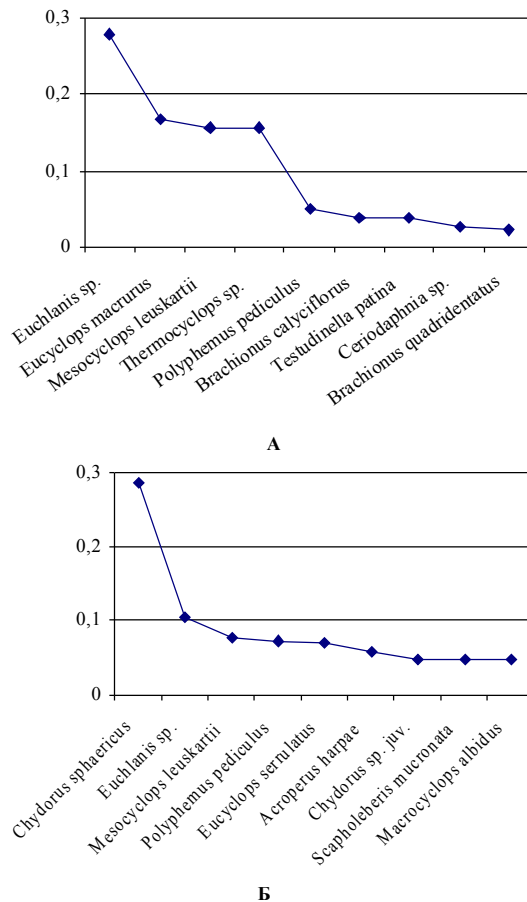 0,3
0,2
0,1
0
Euchlanis sp.
Eucyclops macrurus
Mesocyclops leuskartii
Thermocyclops sp.
Polyphemus pediculus
Brachionus calyciflorus
Testudinella patina
Ceriodaphnia sp.
Brachionus quadridentatus
А
0,3
0,2
0,1
0
Chydorus sphaericus
Euchlanis sp.
Mesocyclops leuskartii
Polyphemus pediculus
Eucyclops serrulatus
Acroperus harpae
Chydorus sp. juv.
Scapholeberis mucronata
Macrocyclops albidus
Б